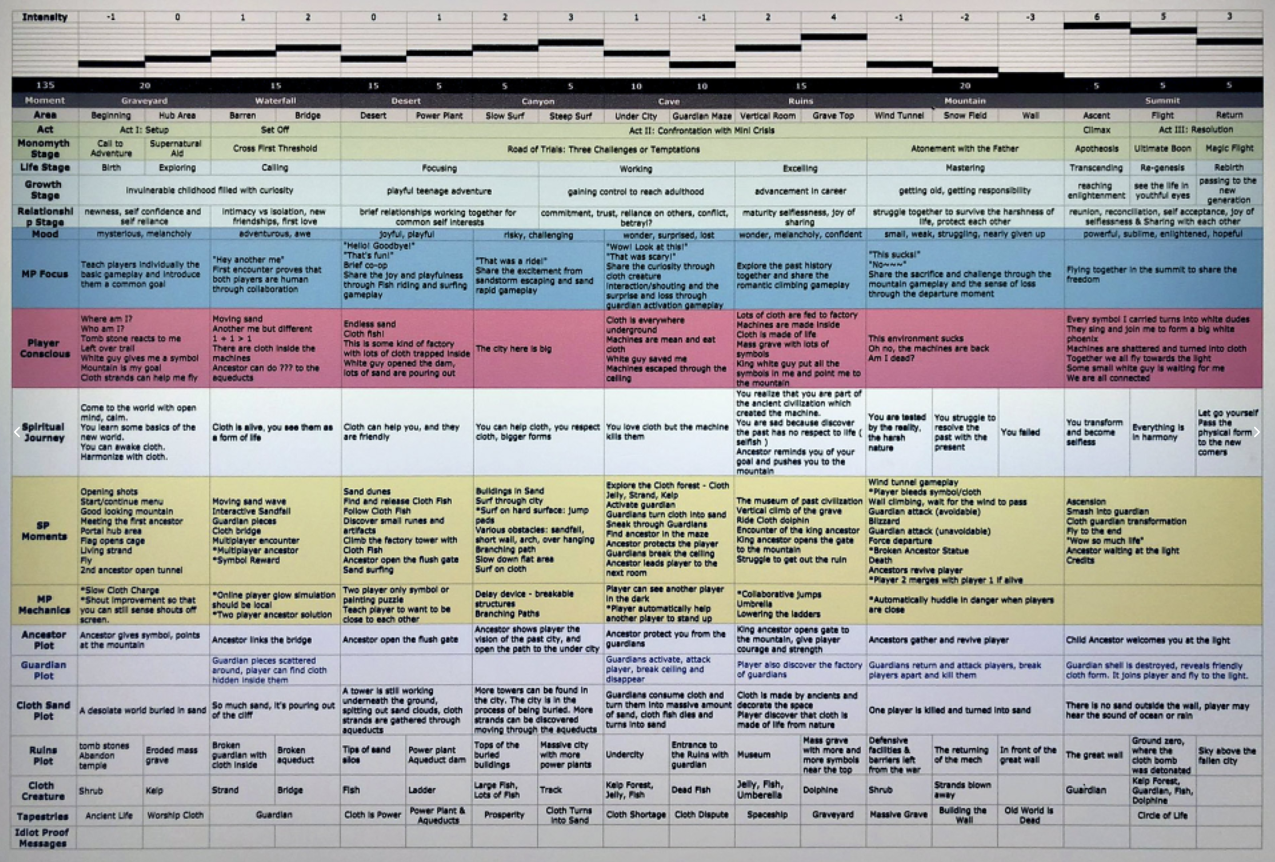 Intensity -1 0 1 2 0 1 2 3 1 -1 2 4 -1 -2 -3 6 5 3
135 20 15 15 5 5 5 10 10 15 20 5 5 5
Moment Graveyard Waterfall Desert Canyon Cave Ruins Mountain Summit
Area Beginning Hub Area Barren Bridge Desert Power Plant Slow Surf Steep Surf Under City Guardian Maze Vertical Room Grave Top Wind Tunnel Snow Field Wall Ascent Flight Return
Act Act I: Setup Set Off Act II: Confrontation with Mini Crisis Climax Act III: Resolution
Monomyth Stage
Call to Adventure
Supernatural Aid
Cross First Threshold
Road of Trials: Three Challenges or Temptations
Atonement with the Father
Apotheosis
Ultimate Boon
Magic Flight
Life Stage Birth Exploring Calling Focusing Working Excelling Mastering Transcending Re-genesis Rebirth
Growth Stage
invulnerable childhood filled with curiosity
playful teenage adventure
gaining control to reach adulthood
advancement in career
getting old, getting responsibility
reaching enlightenment
see the life in youthful eyes
passing to the new generation
Relationshi
p Stage
newness, self confidence and
self reliance
intimacy vs isolation, new
friendships, first love
brief relationships working together for
common self interests
commitment, trust, reliance on others, conflict,
betrayl?
maturity selflessness, joy of
sharing
struggle together to survive the harshness of
life, protect each other
reunion, reconciliation, self acceptance, joy of
selflessness & Sharing with each other
Mood mysterious, melancholy adventurous, awe joyful, playful risky, challenging wonder, surprised, lost wonder, melancholy, confident small, weak, struggling, nearly given up powerful, sublime, enlightened, hopeful
MP Focus
Teach players individually the
basic gameplay and introduce
them a common goal
"Hey another me"
First encounter proves that
both players are human
through collaboration
"Hello! Goodbye!"
"That's fun!"
Brief co-op
Share the joy and playfulness
through Fish riding and surfing
gameplay
"That was a ride!"
Share the excitement from
sandstorm escaping and sand
rapid gameplay
"Wow! Look at this!"
"That was scary!"
Share the curiosity through
cloth creature
Interaction/shouting and the
surprise and loss through
guardian activation gameplay
Explore the past history
together and share the
romantic climbing gameplay
"This sucks!"
"No~~~"
Share the sacrifice and challenge through the
mountain gameplay and the sense of loss
through the departure moment
Flying together in the summit to share the
freedom
Player
Conscious
Where am I?
Who am I?
Tomb stone reacts to me
Left over trail
White guy gives me a symbol
Mountain is my goal
Cloth strands can help me fly
Moving sand
Another me but different
1 + 1 > 1
There are cloth inside the
machines
Ancestor can do ??? to the
aqueducts
Endless sand
Cloth fish!
This is some kind of factory
with lots of cloth trapped inside
White guy opened the dam,
lots of sand are pouring out
The city here is big
Cloth is everywhere
underground
Machines are mean and eat
cloth
White guy saved me
Machines escaped through the
ceiling
Lots of cloth are fed to factory
Machines are made inside
Cloth is made of life
Mass grave with lots of
symbols
King white guy put all the
symbols in me and point me to
the mountain
This environment sucks
Oh no, the machines are back
Am I dead?
Every symbol I carried turns into white dudes
They sing and join me to form a big white
phoenix
Machines are shattered and turned into cloth
Together we all fly towards the light
Some small white guy is waiting for me
We are all connected
Spiritual
Journey
Come to the world with open
mind, calm.
You learn some basics of the
new world.
You can awake cloth.
Harmonize with cloth.
Cloth is alive, you see them as
a form of life
Cloth can help you, and they
are friendly
You can help cloth, you respect
cloth, bigger forms
You love cloth but the machine
kills them
You realize that you are part of
the ancient civilization which
created the machine.
You are sad because discover
the past has no respect to life (
selfish )
Ancestor reminds you of your
goal and pushes you to the
mountain
You are tested
by the reality,
the harsh
nature
You struggle to
resolve the
past with the
present
You failed
You transform
and become
selfless
Everything is
in harmony
Let go yourself
Pass the
physical form
to the new
comers
SP
Moments
Opening shots
Start/continue menu
Good looking mountain
Meeting the first ancestor
Portal hub area
Flag opens cage
Living strand
Fly
2nd ancestor open tunnel
Moving sand wave
Interactive Sandfall
Guardian pieces
Cloth bridge
Multiplayer encounter
*Multiplayer ancestor
*Symbol Reward
Sand dunes
Find and release Cloth Fish
Follow Cloth Fish
Discover small runes and
artifacts
Climb the factory tower with
Cloth Fish
Ancestor open the flush gate
Sand surfing
Buildings in Sand
Surf through city
*Surf on hard surface: jump
pads
Various obstacles: sandfall,
short wall, arch, over hanging
Branching path
Slow down flat area
Surf on cloth
Explore the Cloth forest - Cloth
Jelly, Strand, Kelp
Activate guardian
Guardians turn cloth into sand
Sneak through Guardians
Find ancestor in the maze
Ancestor protects the player
Guardians break the ceiling
Ancestor leads player to the
next room
The museum of past civilization
Vertical climb of the grave
Ride Cloth dolphin
Encounter of the king ancestor
King ancestor opens the gate
to the mountain
Struggle to get out the ruin
Wind tunnel gameplay
*Player bleeds symbol/cloth
Wall climbing, wait for the wind to pass
Guardian attack (avoidable)
Blizzard
Guardian attack (unavoidable)
Force departure
*Broken Ancestor Statue
Death
Ancestors revive player
*Player 2 merges with player 1 if alive
Ascension
Smash into guardian
Cloth guardian transformation
Fly to the end
"Wow so much life"
Ancestor waiting at the light
Credits
MP
Mechanics
*Slow Cloth Charge
*Shout improvement so that
you can still sense shouts off
screen.
*Online player glow simulation
should be local
*Two player ancestor solution
Two player only symbol or
painting puzzle
Teach player to want to be
close to each other
Delay device - breakable
structures
Branching Paths
Player can see another player
in the dark
*Player automatically help
another player to stand up
*Collaborative jumps
Umbrella
Lowering the ladders
*Automatically huddle in danger when players
are close
Ancestor
Plot
Ancestor gives symbol, points
at the mountain
Ancestor links the bridge
Ancestor open the flush gate
Ancestor shows player the
vision of the past city, and
open the path to the under city
Ancestor protect you from the
guardians
King ancestor opens gate to
the mountain, give player
courage and strength
Ancestors gather and revive player
Child Ancestor welcomes you at the light
Guardian
Plot
Guardian pieces scattered
around, player can find cloth
hidden inside them
Guardians activate, attack
player, break ceiling and
disappear
Player also discover the factory
of guardians
Guardians return and attack players, break
players apart and kill them
Guardian shell is destroyed, reveals friendly
cloth form. It joins player and fly to the light.
Cloth Sand
Plot
A desolate world buried in sand
So much sand, it's pouring out
of the cliff
A tower is still working
underneath the ground,
spitting out sand clouds, cloth
strands are gathered through
aqueducts
More towers can be found in
the city. The city is in the
process of being buried. More
strands can be discovered
moving through the aqueducts
Guardians consume cloth and
turn them into massive amount
of sand, cloth fish dies and
turns into sand
Cloth is made by ancients and
decorate the space
Player discover that cloth is
made of life from nature
One player is killed and turned into sand
There is no sand outside the wall, player may
hear the sound of ocean or rain
Ruins
Plot
tomb stones
Abandon
temple
Eroded mass
grave
Broken
guardian with
cloth inside
Broken
aqueduct
Tips of sand
silos
Power plant
Aqueduct dam
Tops of the
buried
buildings
Massive city
with more
power plants
Undercity
Entrance to
the Ruins with
guardian
Museum
Mass grave
with more and
more symbols
near the top
Defensive
facilities &
barriers left
from the war
The returning
of the mech
In front of the
great wall
The great wall
Ground zero,
where the
cloth bomb
was detonated
Sky above the
fallen city
Cloth
Creature
Shrub
Kelp
Strand
Bridge
Fish
Ladder
Large Fish,
Lots of Fish
Track
Kelp Forest,
Jelly, Fish
Dead Fish
Jelly, Fish,
Umberella
Dolphine
Shrub
Strands blown
away
Guardian
Kelp Forest,
Guardian, Fish,
Dolphine
Tapestries
Ancient Life
Worship Cloth
Guardian
Cloth is Power
Power Plant &
Aqueducts
Prosperity
Cloth Turns
into Sand
Cloth Shortage
Cloth Dispute
Spaceship
Graveyard
Massive Grave
Building the
Wall
Old World is
Dead
Circle of Life
Idiot Proof
Messages